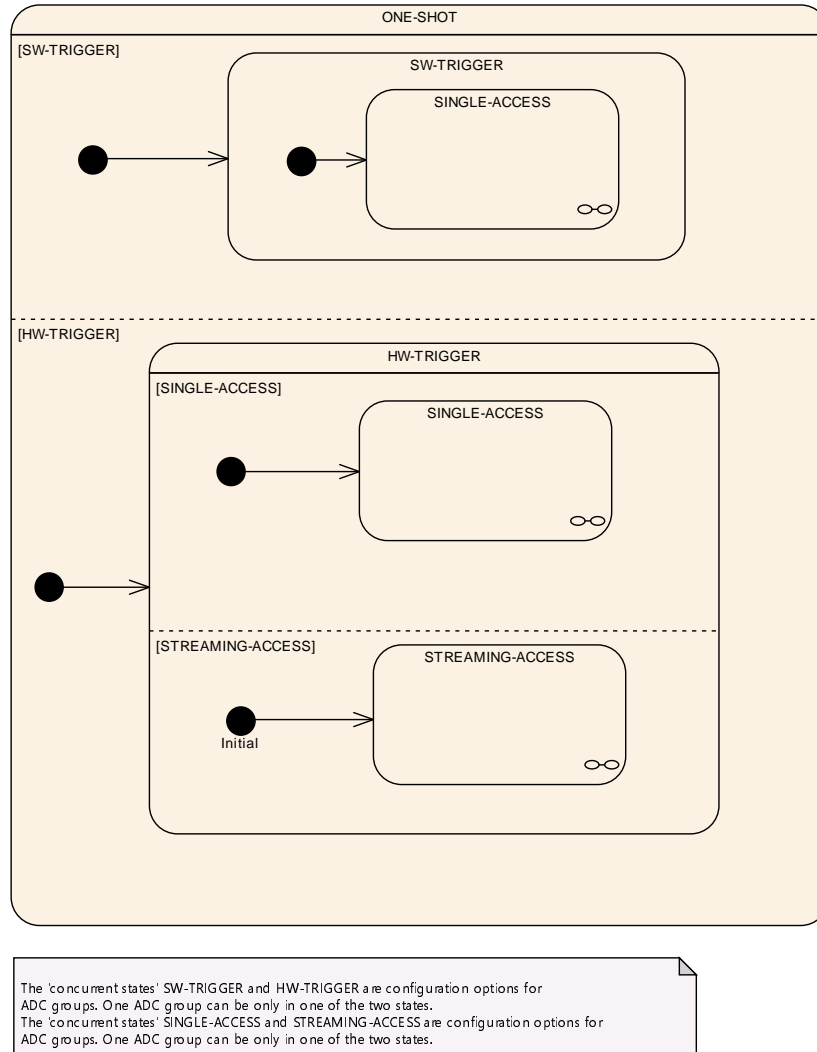 ONE-SHOT
[SW-TRIGGER]
SW-TRIGGER
SINGLE-ACCESS
[HW-TRIGGER]
HW-TRIGGER
[SINGLE-ACCESS]
SINGLE-ACCESS
[STREAMING-ACCESS]
STREAMING-ACCESS
Initial
The 'concurrent states' SW-TRIGGER and HW-TRIGGER are configuration options for
ADC groups. One ADC group can be only in one of the two states.
The 'concurrent states' SINGLE-ACCESS and STREAMING-ACCESS are configuration options for
ADC groups. One ADC group can be only in one of the two states.